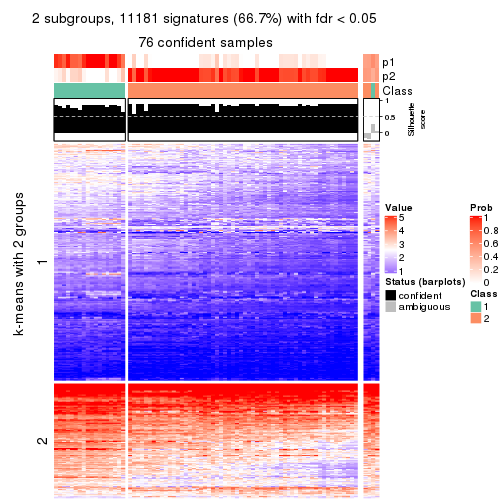 2 subgroups, 11181 signatures (66.7%) with fdr < 0.05
76 confident samples
p1
p2
Class
1
0.5
0
Silhouette
score
k-means with 2 groups
1
2
Value
5
4
3
2
1
Status (barplots)
confident
ambiguous
Prob
1
0.8
0.6
0.4
0.2
0
Class
1
2